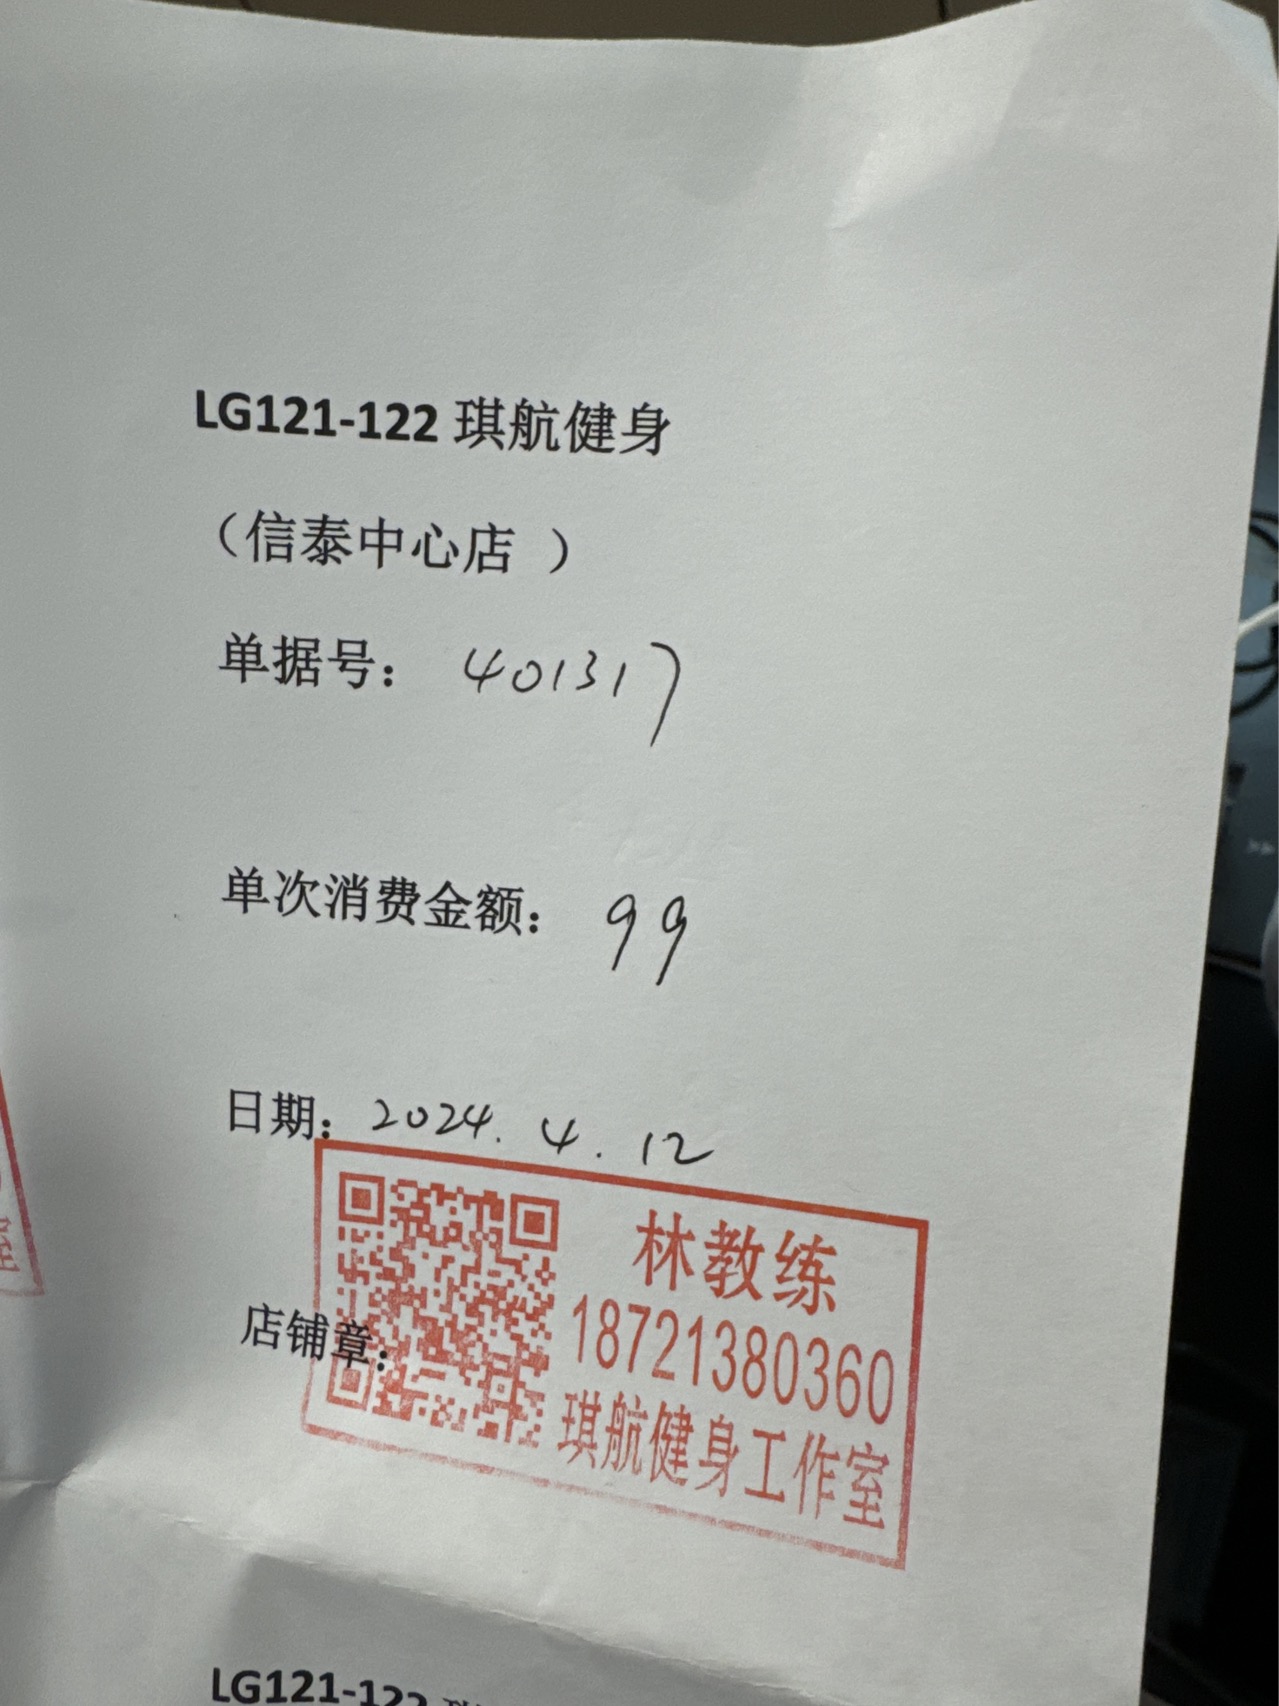 LG121-122 琪航健身
（信泰中心店 ）
单据号： 401317
单次消费金额： 99
日期：2024.4.12
店铺章：
林教练
18721380360
琪航健身工作室
室
LG121-122